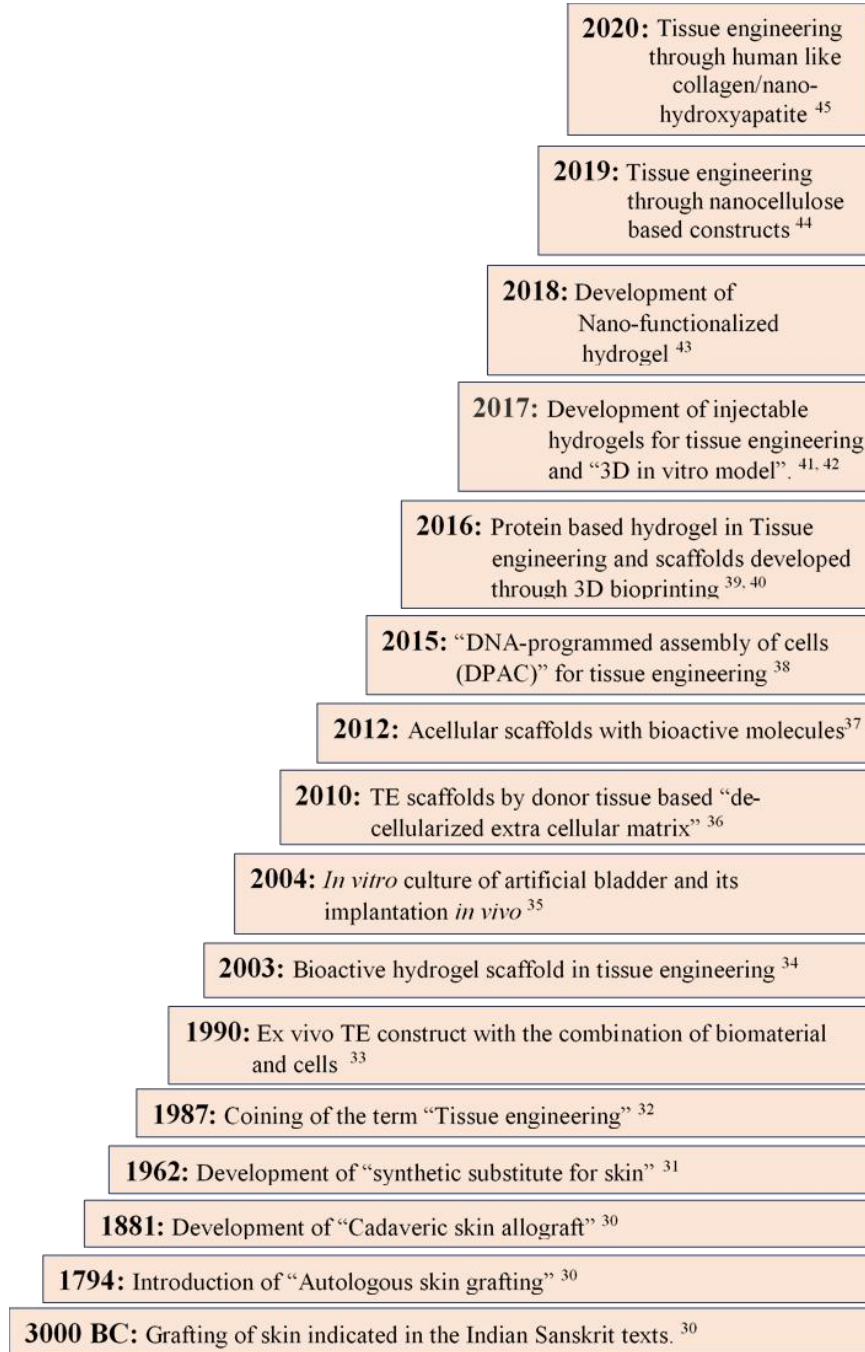 2020: Tissue engineering
through human like
collagen/nano-
hydroxyapatite 45
2019: Tissue engineering
through nanocellulose
based constructs 44
2018: Development of
Nano-functionalized
hydrogel 43
2017: Development of injectable
hydrogels for tissue engineering
and “3D in vitro model”. 41, 42
2016: Protein based hydrogel in Tissue
engineering and scaffolds developed
through 3D bioprinting 39, 40
2015: “DNA-programmed assembly of cells
(DPAC)” for tissue engineering 38
2012: Acellular scaffolds with bioactive molecules37
2010: TE scaffolds by donor tissue based “de-
cellularized extra cellular matrix” 36
2004: In vitro culture of artificial bladder and its
implantation in vivo 35
2003: Bioactive hydrogel scaffold in tissue engineering 34
1990: Ex vivo TE construct with the combination of biomaterial
and cells 33
1987: Coining of the term “Tissue engineering” 32
1962: Development of “synthetic substitute for skin” 31
1881: Development of “Cadaveric skin allograft” 30
1794: Introduction of “Autologous skin grafting” 30
3000 BC: Grafting of skin indicated in the Indian Sanskrit texts. 30